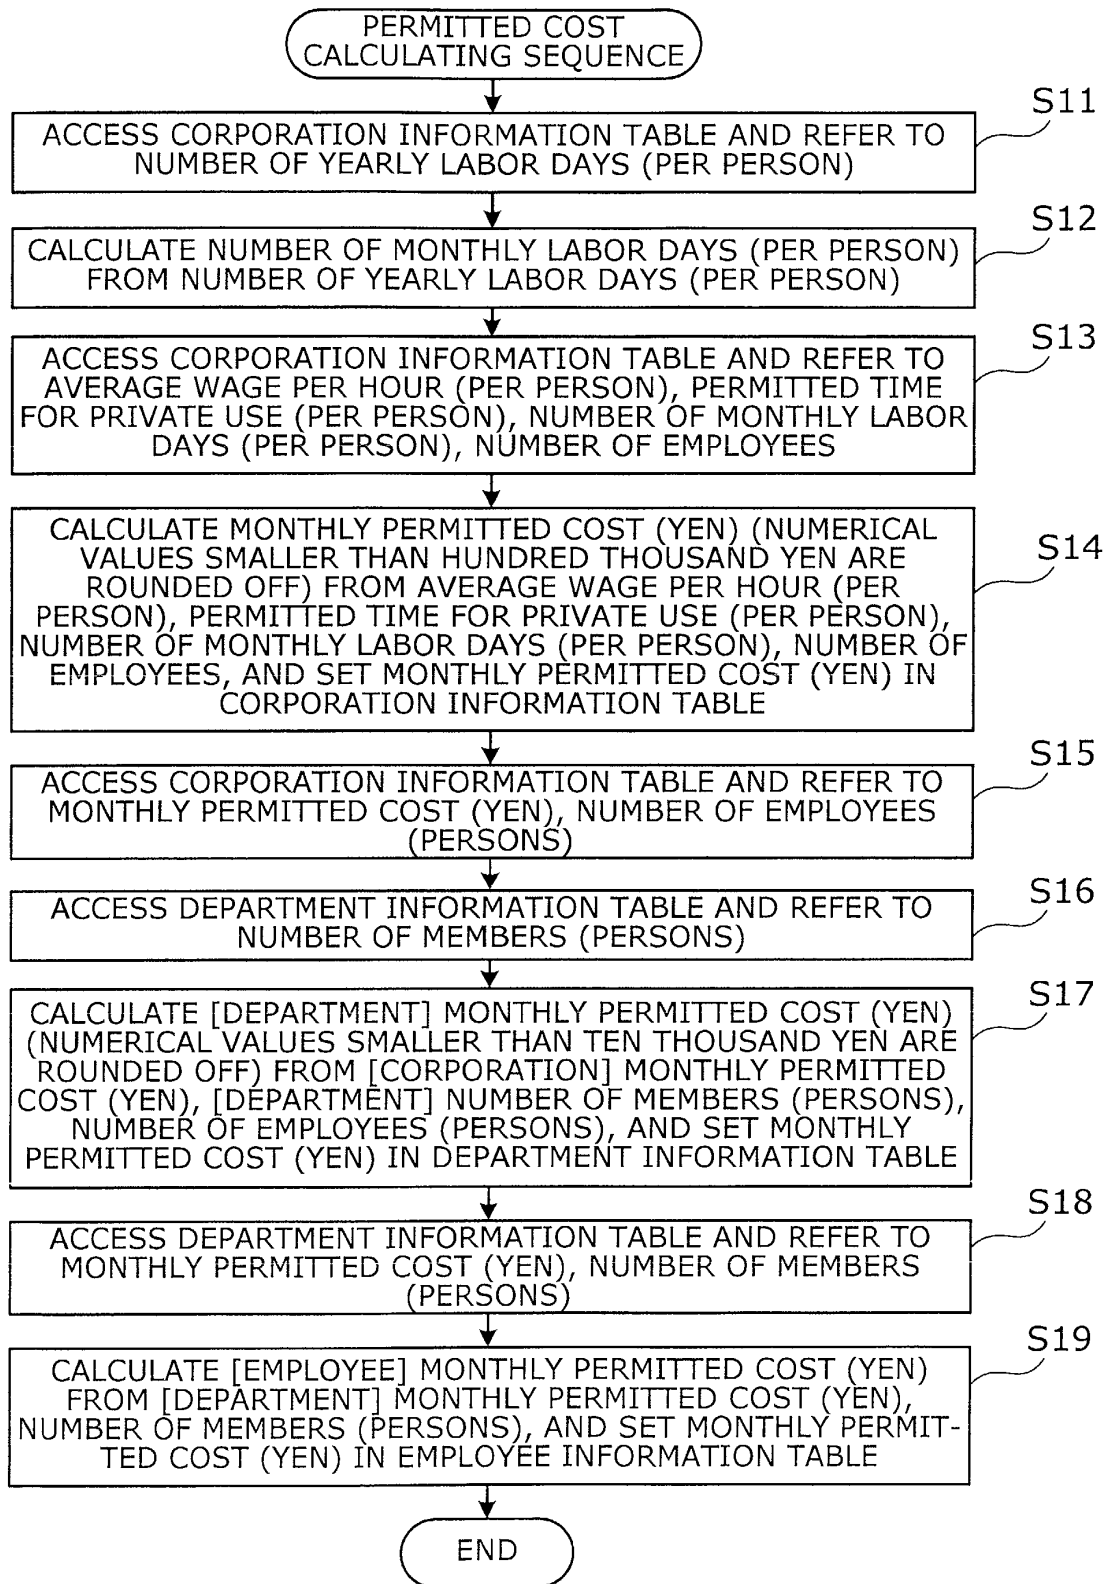 PERMITTED COST
CALCULATING SEQUENCE
S11
ACCESS CORPORATION INFORMATION TABLE AND REFER TO
NUMBER OF YEARLY LABOR DAYS (PER PERSON)
S12
CALCULATE NUMBER OF MONTHLY LABOR DAYS (PER PERSON)
FROM NUMBER OF YEARLY LABOR DAYS (PER PERSON)
S13
ACCESS CORPORATION INFORMATION TABLE AND REFER TO
AVERAGE WAGE PER HOUR (PER PERSON), PERMITTED TIME
FOR PRIVATE USE (PER PERSON), NUMBER OF MONTHLY LABOR
DAYS (PER PERSON), NUMBER OF EMPLOYEES
S14
CALCULATE MONTHLY PERMITTED COST (YEN) (NUMERICAL
VALUES SMALLER THAN HUNDRED THOUSAND YEN ARE
ROUNDED OFF) FROM AVERAGE WAGE PER HOUR (PER
PERSON), PERMITTED TIME FOR PRIVATE USE (PER PERSON),
NUMBER OF MONTHLY LABOR DAYS (PER PERSON), NUMBER OF
EMPLOYEES, AND SET MONTHLY PERMITTED COST (YEN) IN
CORPORATION INFORMATION TABLE
S15
ACCESS CORPORATION INFORMATION TABLE AND REFER TO
MONTHLY PERMITTED COST (YEN), NUMBER OF EMPLOYEES
(PERSONS)
S16
ACCESS DEPARTMENT INFORMATION TABLE AND REFER TO
NUMBER OF MEMBERS (PERSONS)
S17
CALCULATE [DEPARTMENT] MONTHLY PERMITTED COST (YEN)
(NUMERICAL VALUES SMALLER THAN TEN THOUSAND YEN ARE
ROUNDED OFF) FROM [CORPORATION] MONTHLY PERMITTED
COST (YEN), [DEPARTMENT] NUMBER OF MEMBERS (PERSONS),
NUMBER OF EMPLOYEES (PERSONS), AND SET MONTHLY
PERMITTED COST (YEN) IN DEPARTMENT INFORMATION TABLE
S18
ACCESS DEPARTMENT INFORMATION TABLE AND REFER TO
MONTHLY PERMITTED COST (YEN), NUMBER OF MEMBERS
(PERSONS)
S19
CALCULATE [EMPLOYEE] MONTHLY PERMITTED COST (YEN)
FROM [DEPARTMENT] MONTHLY PERMITTED COST (YEN),
NUMBER OF MEMBERS (PERSONS), AND SET MONTHLY PERMIT-
TED COST (YEN) IN EMPLOYEE INFORMATION TABLE
END